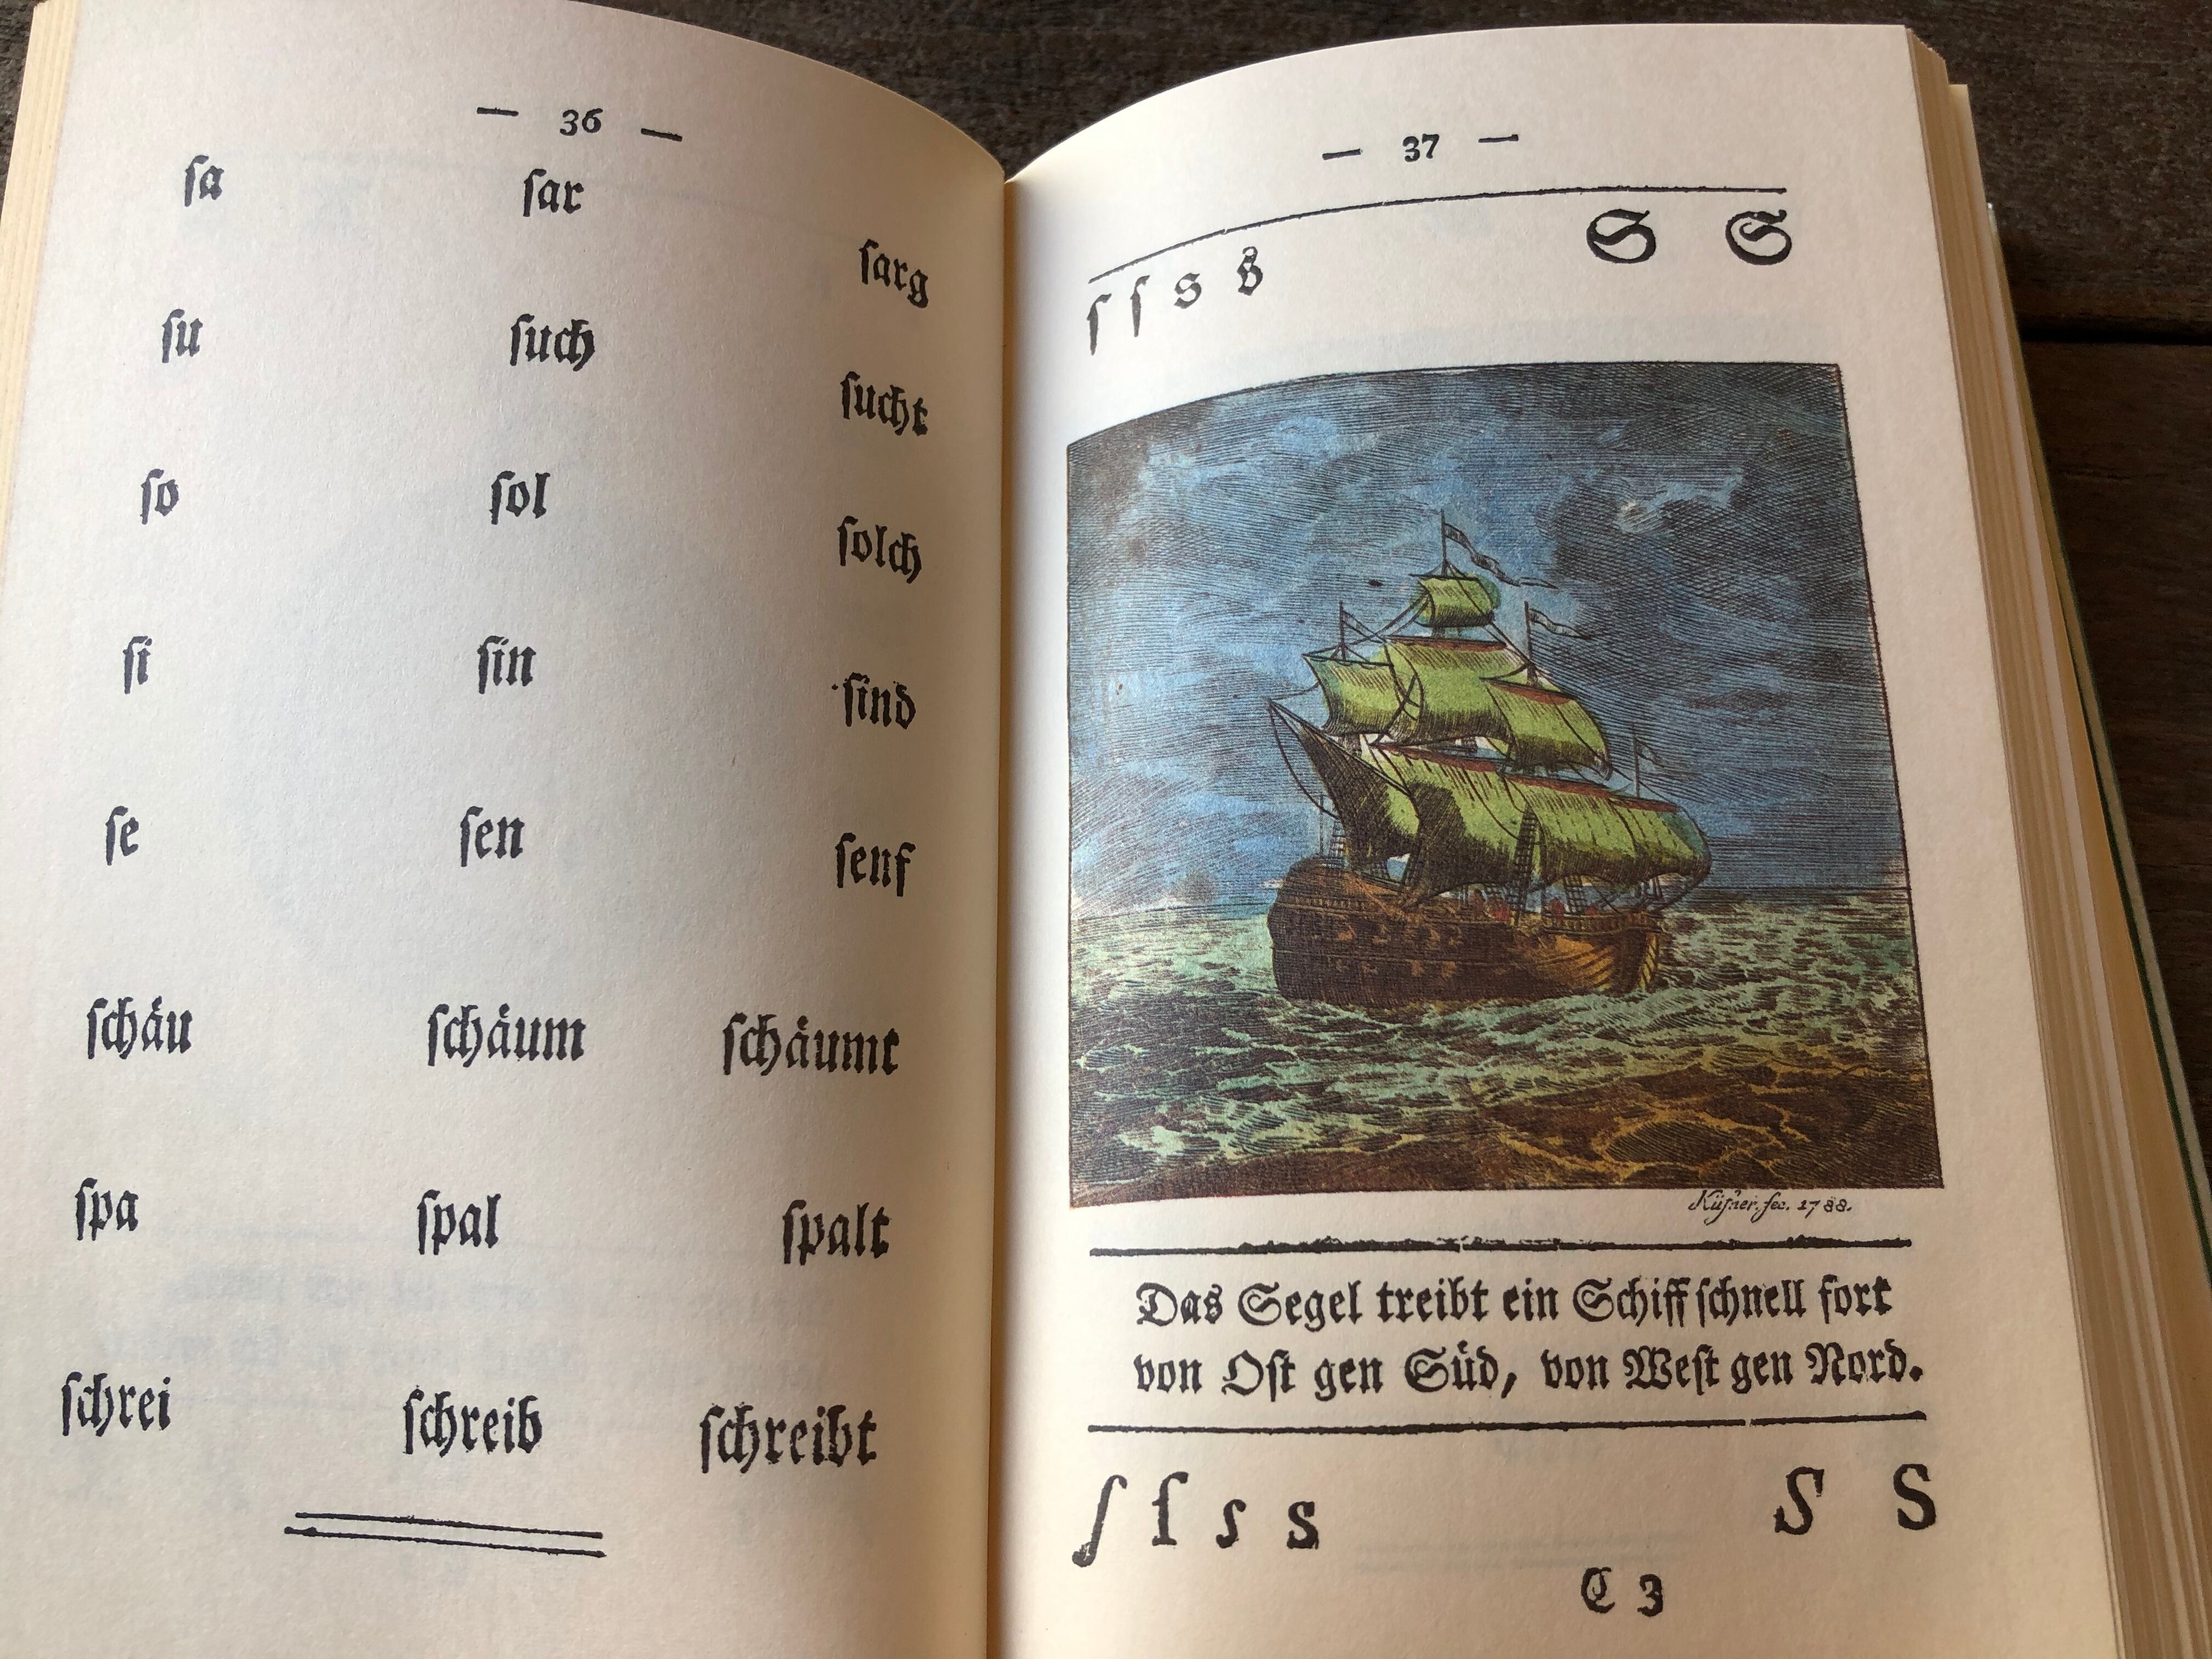 — 36 —
ſa ſar ſarg
ſu ſuch ſucht
ſo ſol ſolch
ſi ſin ſind
ſe ſen ſenf
ſchäu ſchäum ſchäumt
ſpa ſpal ſpalt
ſchrei ſchreib ſchreibt
— 37 —
ſ ſ s s S S
Küfner. fec. 1788.
Das Segel treibt ein Schiff ſchnell fort
von Oſt gen Süd, von Weſt gen Nord.
ſ ſ s s S S
C 3